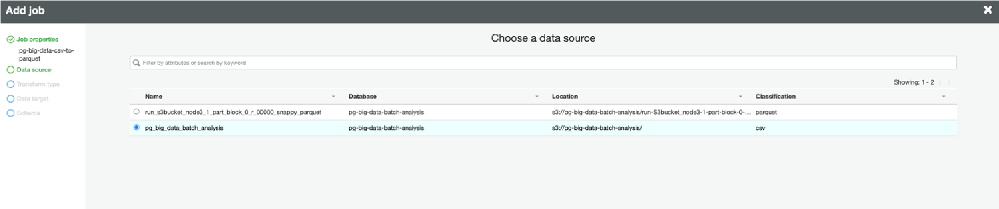 Add job
Job properties
pg-big-data-csv-to-
parquet
Data source
Transform type
Data target
Schema
Choose a data source
Filter by attributes or search by keyword
Showing: 1 - 2
Name Database Location Classification
run_s3bucket_node3_1_part_block_0_r_00000_snappy_parquet pg-big-data-batch-analysis s3://pg-big-data-batch-analysis/run-S3bucket_node3-1-part-block-0-... parquet
pg_big_data_batch_analysis pg-big-data-batch-analysis s3://pg-big-data-batch-analysis/ csv